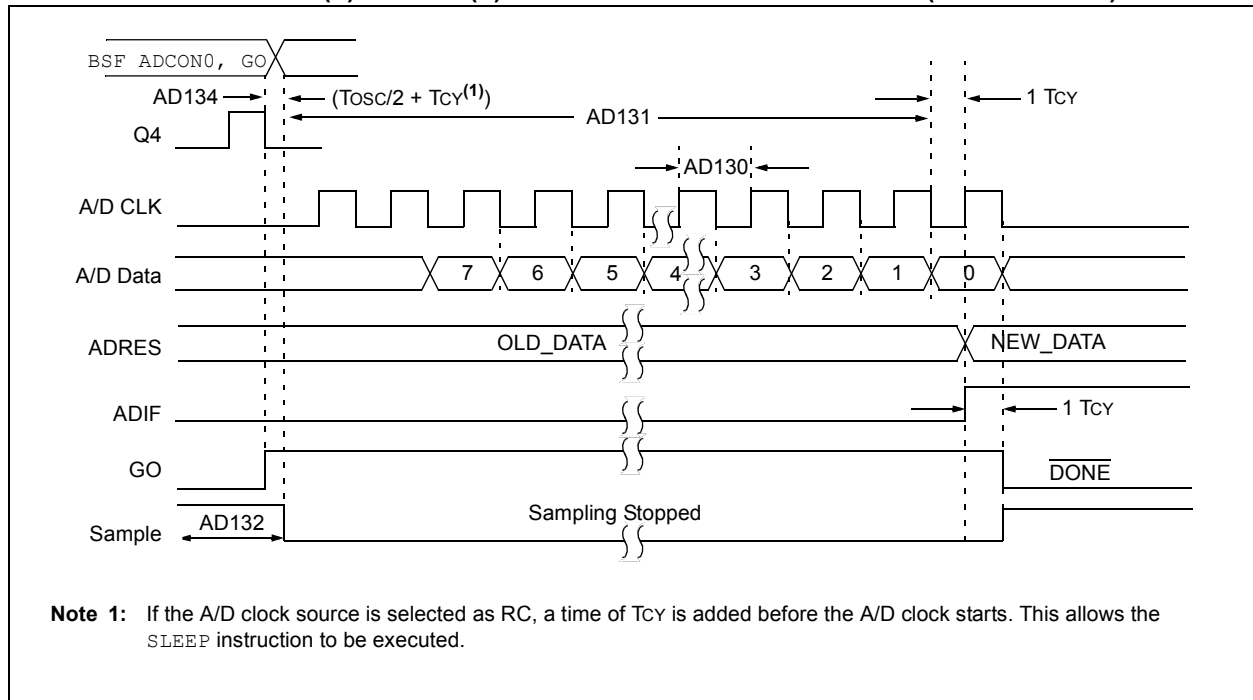 BSF ADCON0, GO
AD134
(TOSC/2 + TCY(1))
1 TCY
AD131
Q4
AD130
A/D CLK
A/D Data
7 6 5 4 3 2 1 0
ADRES
OLD_DATA
NEW_DATA
ADIF
1 TCY
GO
DONE
Sample
AD132
Sampling Stopped
Note 1: If the A/D clock source is selected as RC, a time of TCY is added before the A/D clock starts. This allows the
SLEEP instruction to be executed.